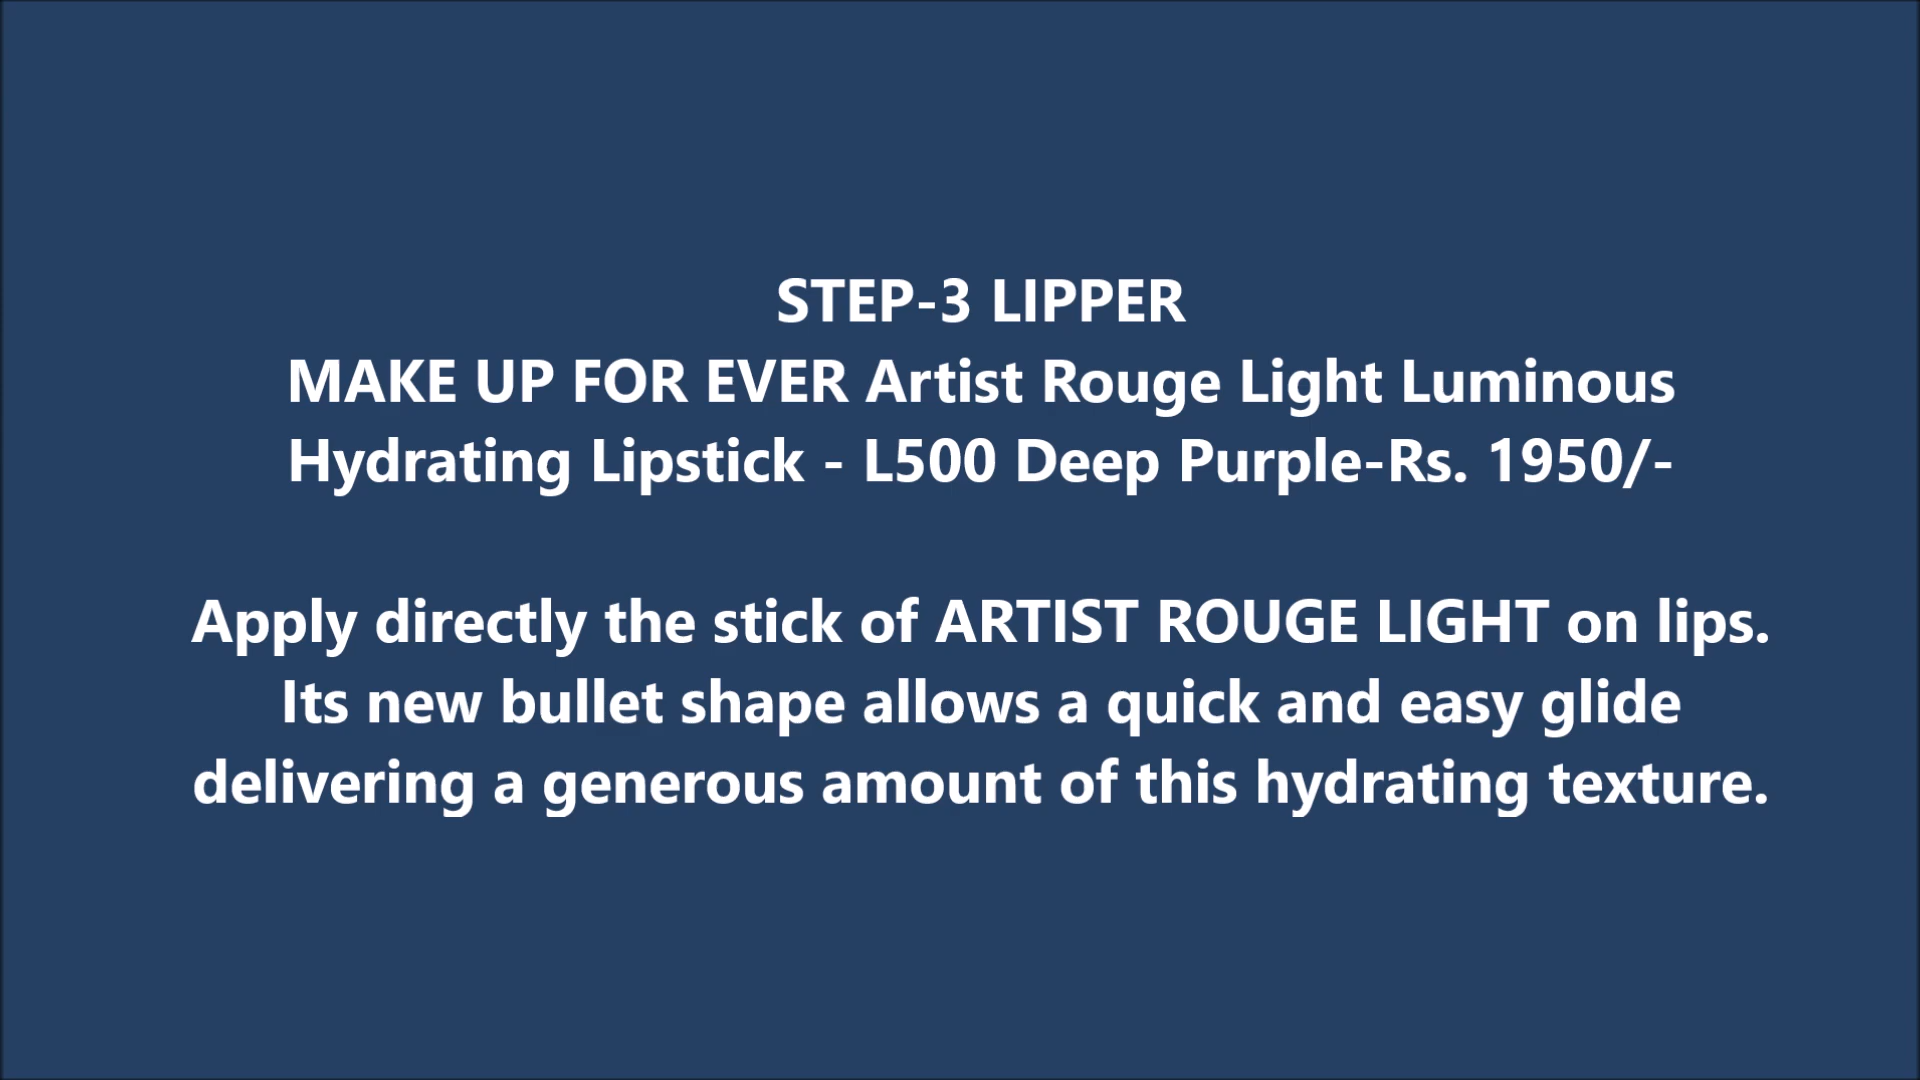 STEP-3 LIPPER
MAKE UP FOR EVER Artist Rouge Light Luminous
Hydrating Lipstick - L500 Deep Purple-Rs. 1950/-
Apply directly the stick of ARTIST ROUGE LIGHT on lips.
Its new bullet shape allows a quick and easy glide
delivering a generous amount of this hydrating texture.